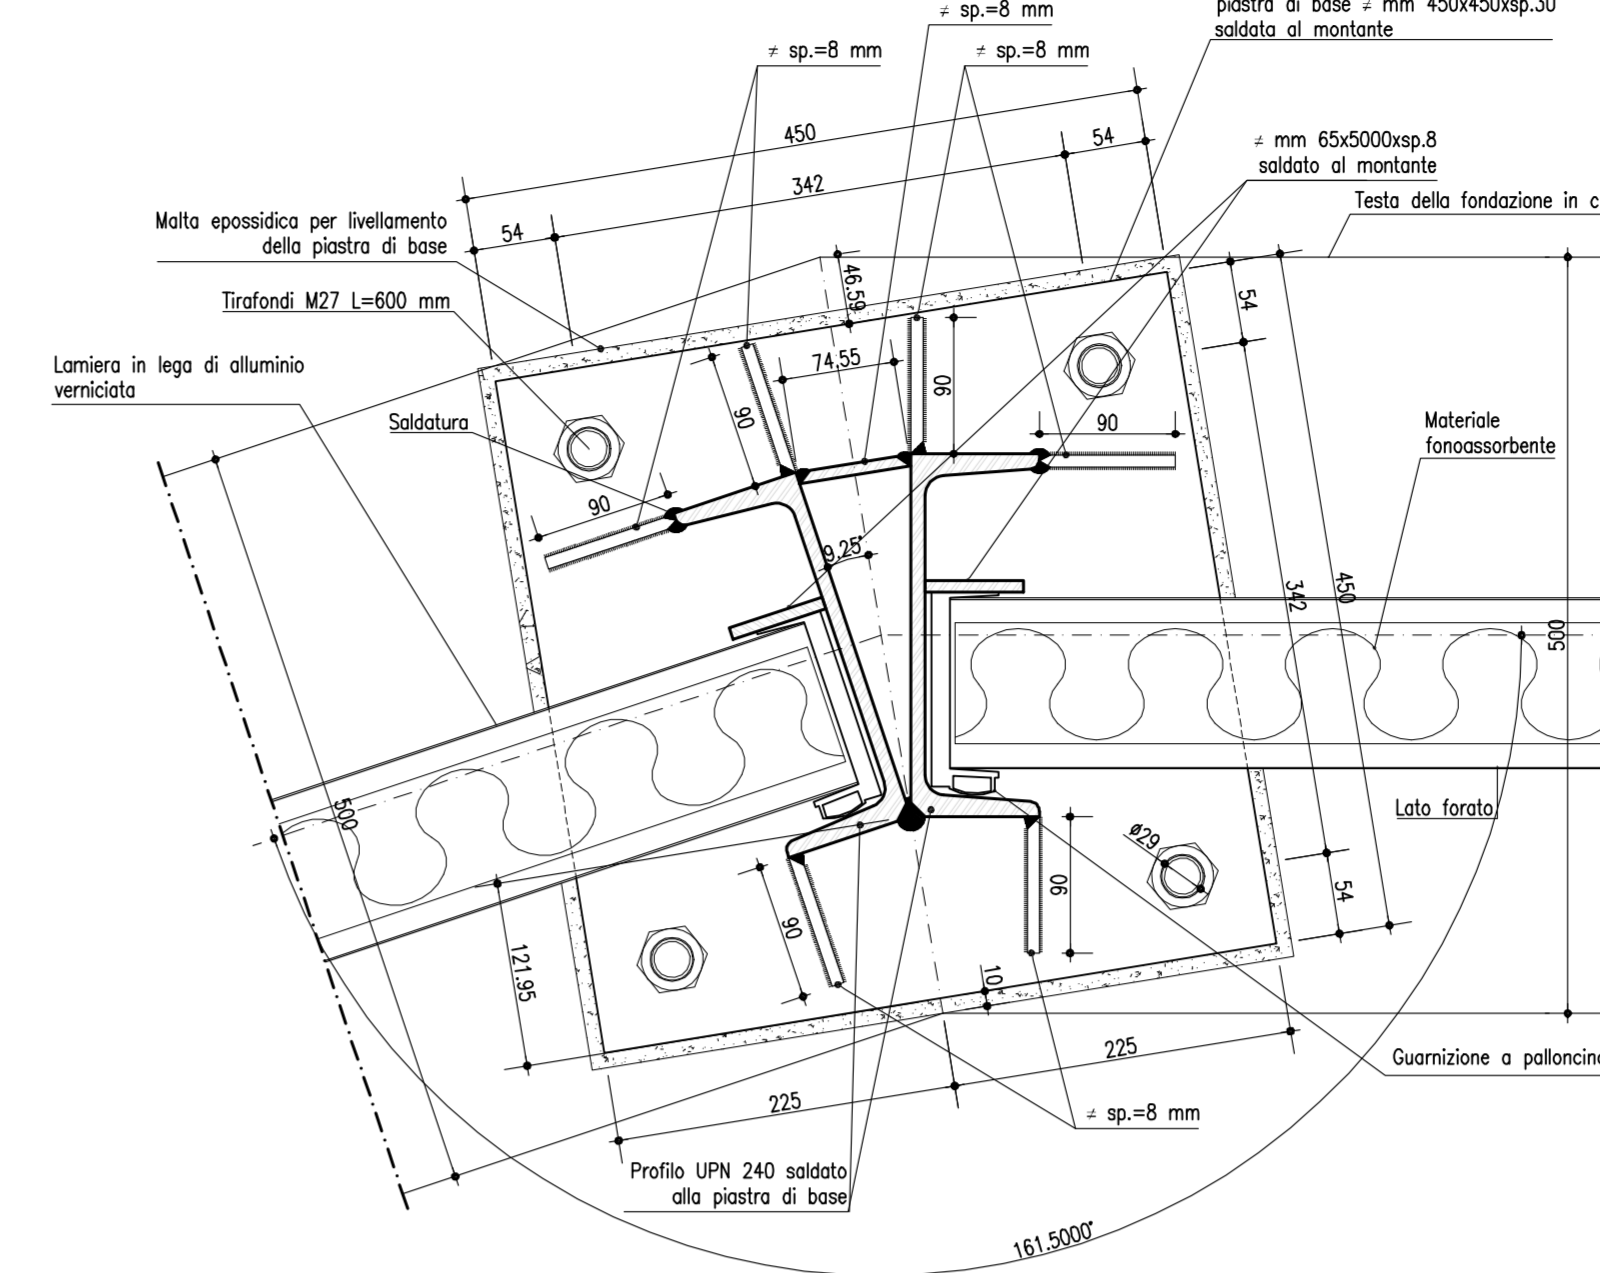 ≠ sp.=8 mm
piastra di base ≠ mm 450x450xsp.30
saldata al montante
≠ sp.=8 mm
≠ sp.=8 mm
450
54
≠ mm 65x5000xsp.8
saldato al montante
342
Testa della fondazione in c
Malta epossidica per livellamento
della piastra di base
54
46.59
54
Tirafondi M27 L=600 mm
Lamiera in lega di alluminio
verniciata
74,55
90
90
Saldatura
90
90
Materiale
fonoassorbente
9.25°
342
450
500
500
Lato forato
Ø29
90
54
90
121.95
10
225
Guarnizione a palloncino
225
≠ sp.=8 mm
Profilo UPN 240 saldato
alla piastra di base
161.5000°